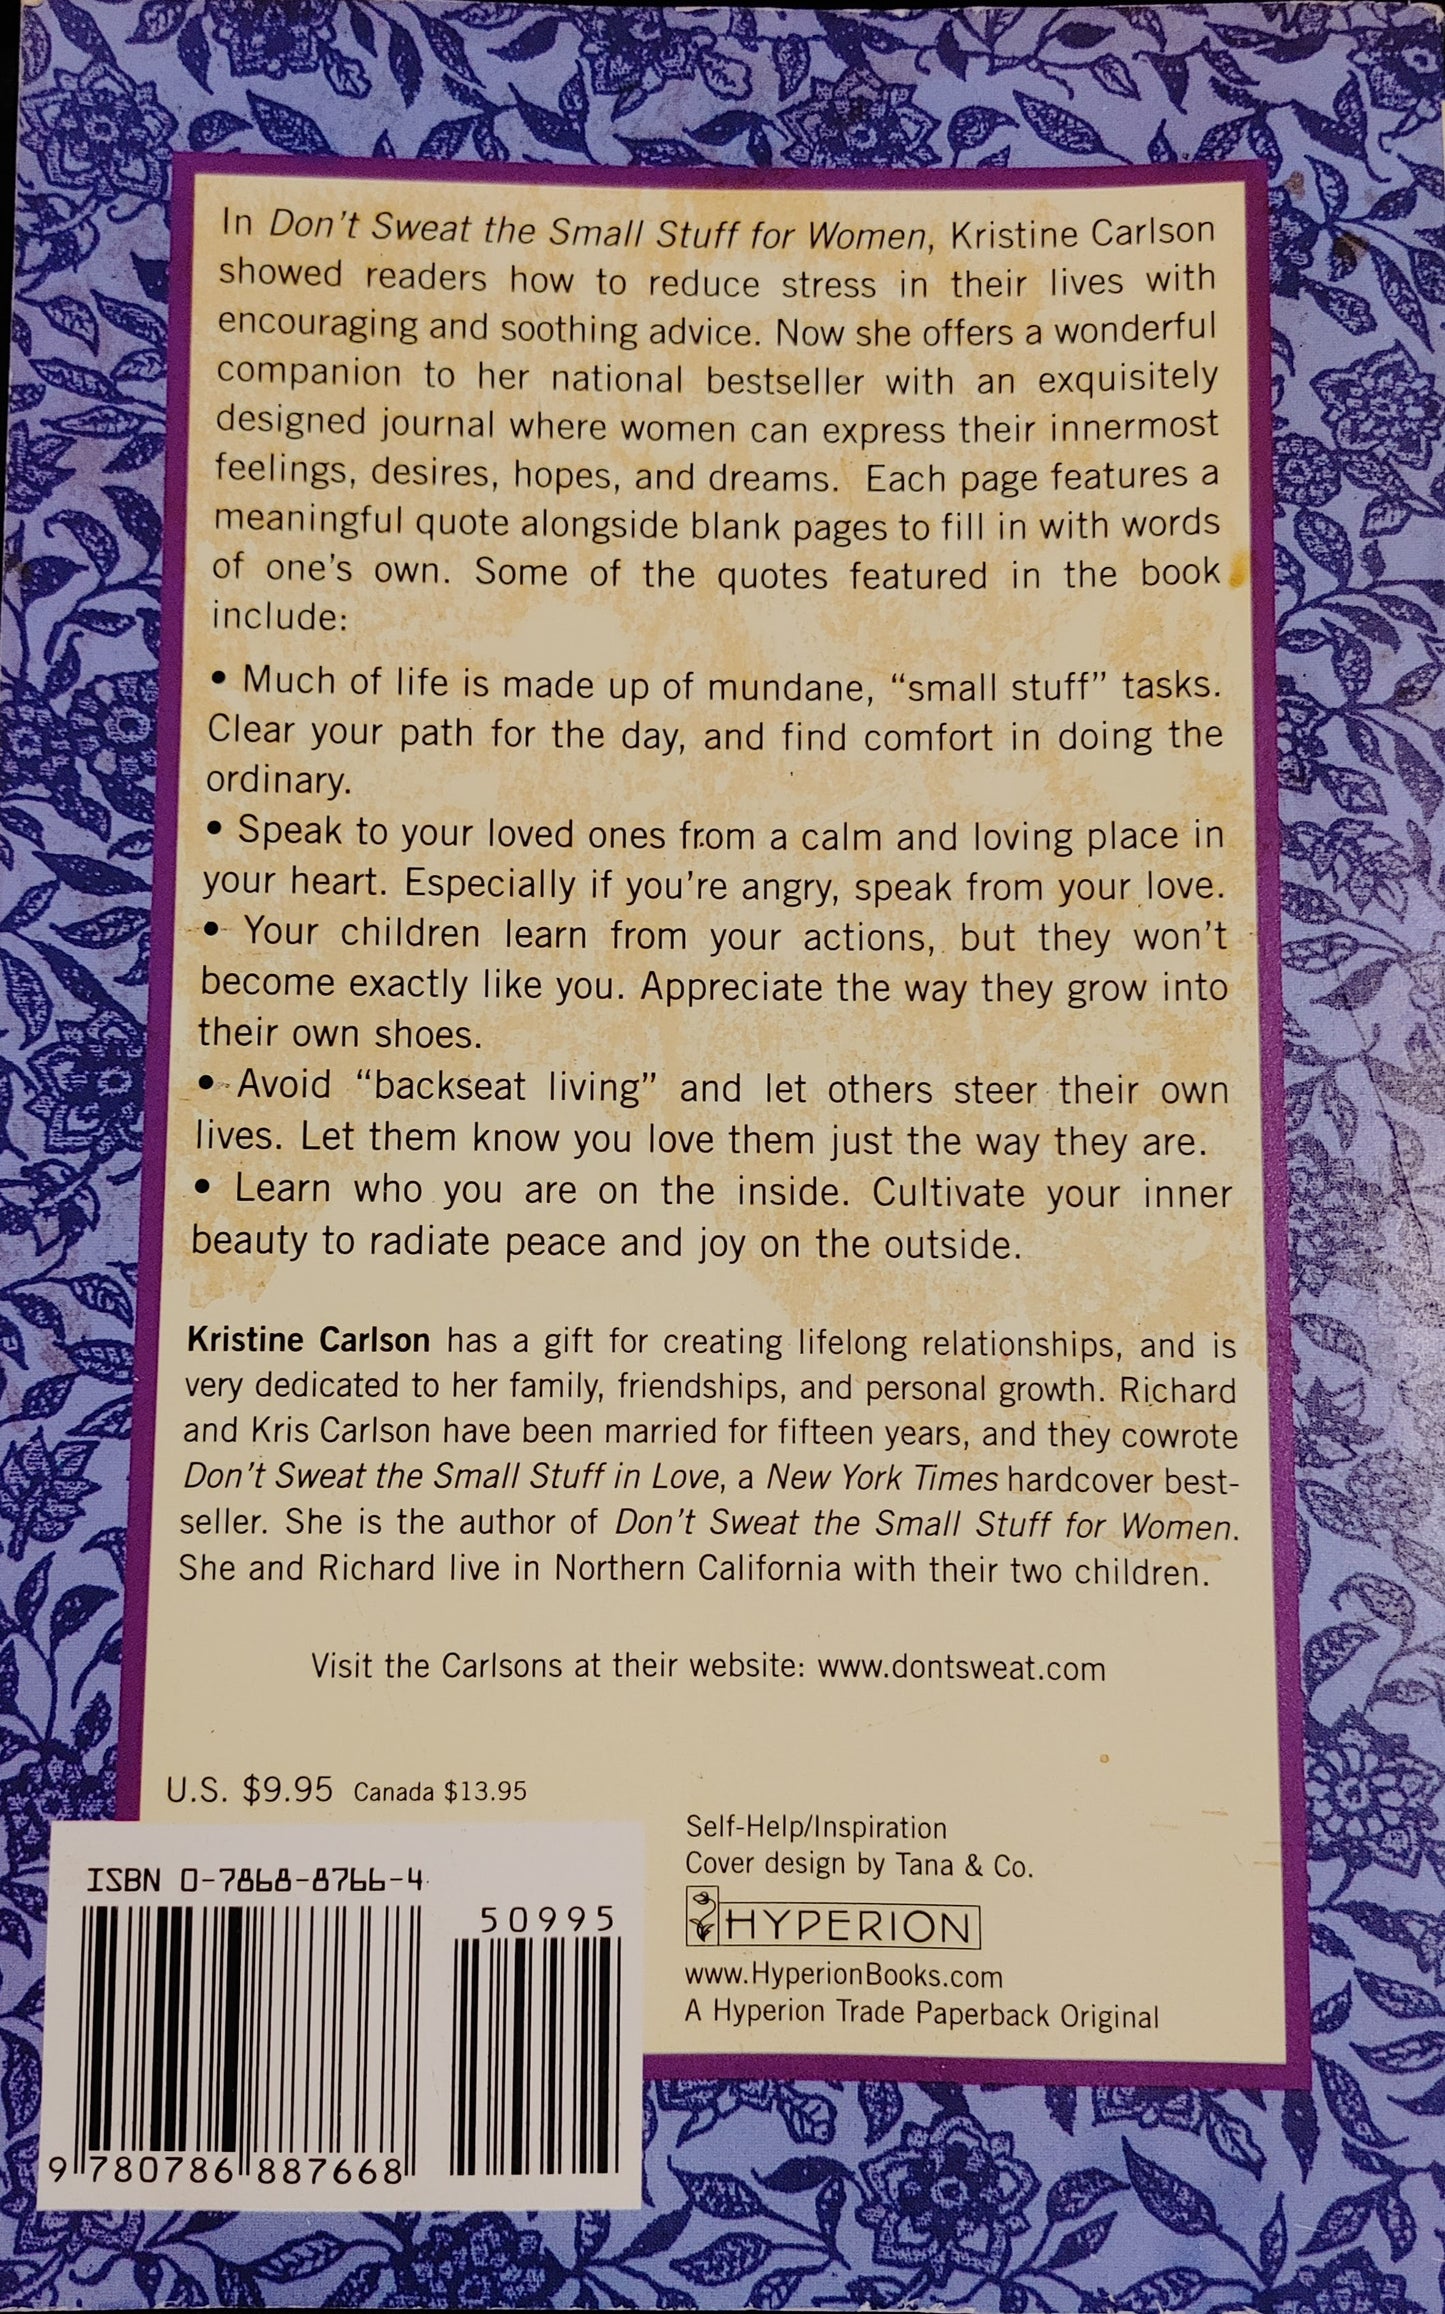 In Don't Sweat the Small Stuff for Women, Kristine Carlson
showed readers how to reduce stress in their lives with
encouraging and soothing advice. Now she offers a wonderful
companion to her national bestseller with an exquisitely
designed journal where women can express their innermost
feelings, desires, hopes, and dreams. Each page features a
meaningful quote alongside blank pages to fill in with words
of one's own. Some of the quotes featured in the book
include:
• Much of life is made up of mundane, “small stuff” tasks.
Clear your path for the day, and find comfort in doing the
ordinary.
• Speak to your loved ones from a calm and loving place in
your heart. Especially if you're angry, speak from your love.
• Your children learn from your actions, but they won't
become exactly like you. Appreciate the way they grow into
their own shoes.
• Avoid “backseat living” and let others steer their own
lives. Let them know you love them just the way they are.
• Learn who you are on the inside. Cultivate your inner
beauty to radiate peace and joy on the outside.
Kristine Carlson has a gift for creating lifelong relationships, and is
very dedicated to her family, friendships, and personal growth. Richard
and Kris Carlson have been married for fifteen years, and they cowrote
Don't Sweat the Small Stuff in Love, a New York Times hardcover best-
seller. She is the author of Don't Sweat the Small Stuff for Women.
She and Richard live in Northern California with their two children.
Visit the Carlsons at their website: www.dontsweat.com
U.S. $9.95 Canada $13.95
Self-Help/Inspiration
Cover design by Tana & Co.
HYPERION
www.HyperionBooks.com
A Hyperion Trade Paperback Original
ISBN 0-7868-8766-4
50995
9 780786 887668